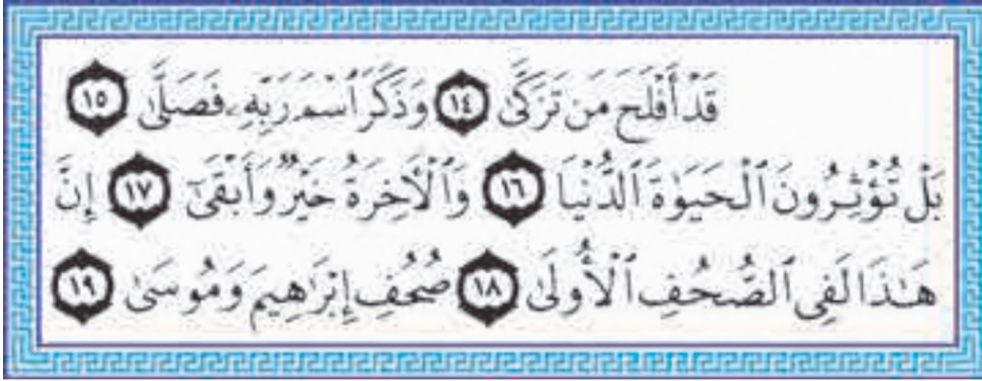 قَدْ أَفْلَحَ مَن تَزَكَّىٰ ١٤ وَذَكَرَ ٱسْمَ رَبِّهِۦ فَصَلَّىٰ ١٥
بَلْ تُؤْثِرُونَ ٱلْحَيَوٰةَ ٱلدُّنْيَا ١٦ وَٱلْءَاخِرَةُ خَيْرٌ وَأَبْقَىٰٓ ١٧ إِنَّ
هَـٰذَا لَفِى ٱلصُّحُفِ ٱلْأُولَىٰ ١٨ صُحُفِ إِبْرَٰهِيمَ وَمُوسَىٰ ١٩